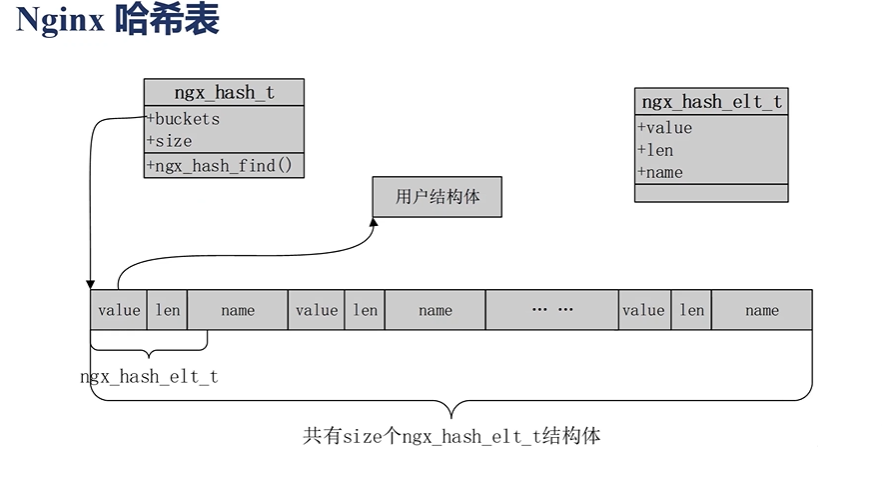 Nginx 哈希表
ngx_hash_t
+buckets
+size
+ngx_hash_find()
ngx_hash_elt_t
+value
+len
+name
用户结构体
value len name value len name … … value len name
ngx_hash_elt_t
共有size个ngx_hash_elt_t结构体